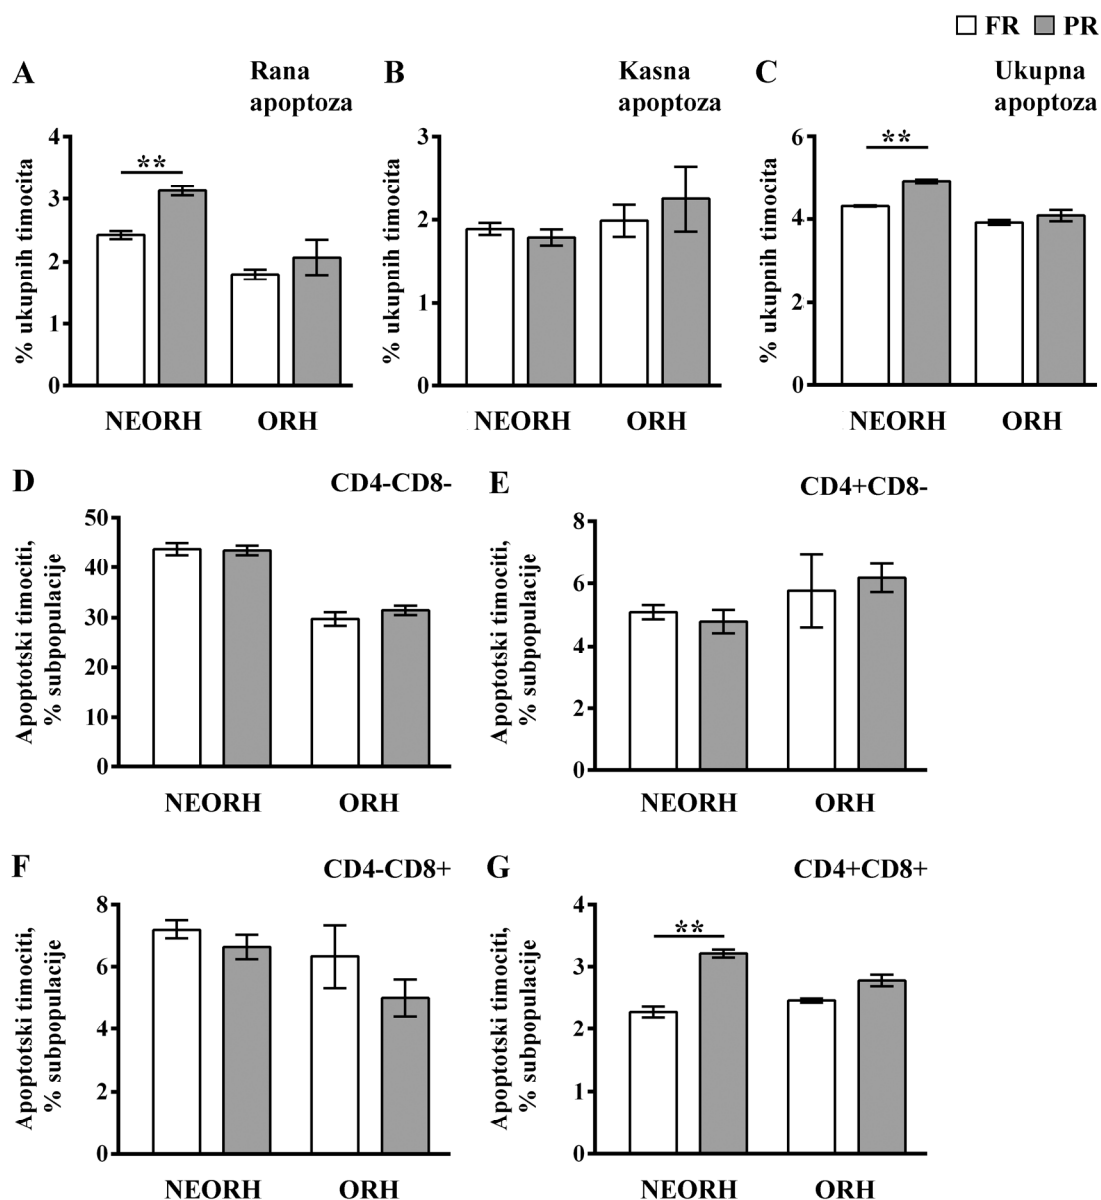 FR PR
A
Rana
apoptoza
% ukupnih timocita
4
3
2
1
0
**
NEORH ORH
B
Kasna
apoptoza
% ukupnih timocita
3
2
1
0
NEORH ORH
C
Ukupna
apoptoza
% ukupnih timocita
6
4
2
0
**
NEORH ORH
D
CD4-CD8-
Apoptotski timociti,
% subpopulacije
50
40
30
20
10
0
NEORH ORH
E
CD4+CD8-
Apoptotski timociti,
% subpopulacije
8
6
4
2
0
NEORH ORH
F
CD4-CD8+
Apoptotski timociti,
% subpopulacije
8
6
4
2
0
NEORH ORH
G
CD4+CD8+
Apoptotski timociti,
% subpopulacije
4
3
2
1
0
**
NEORH ORH